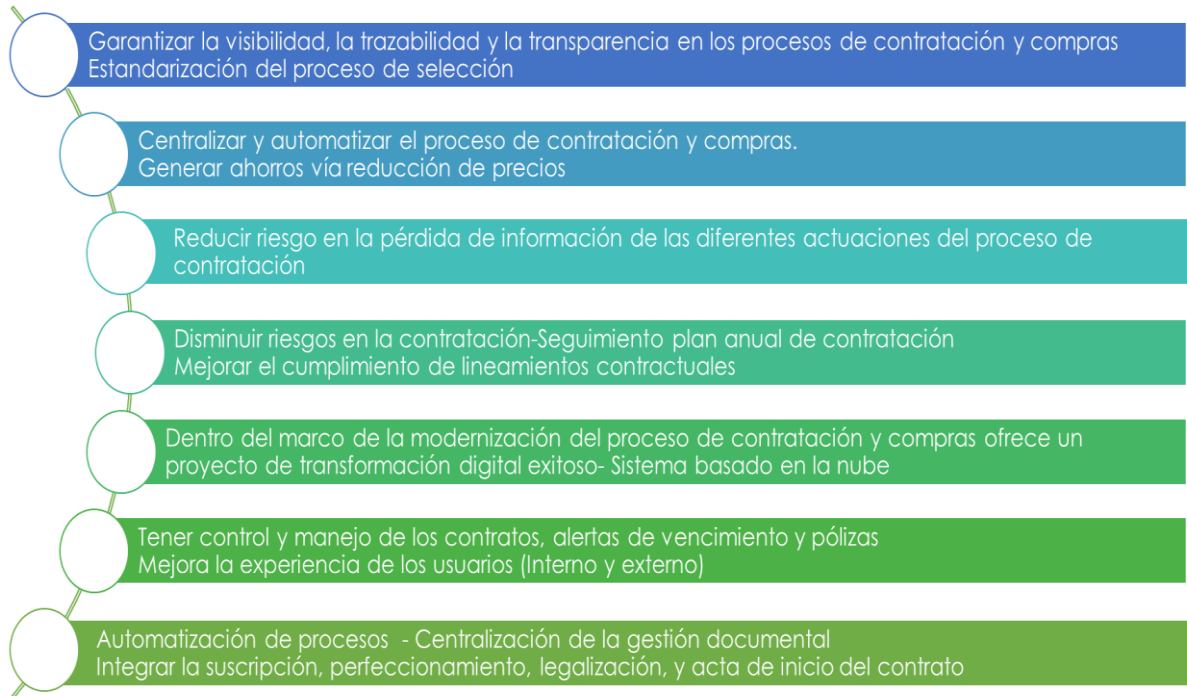 Garantizar la visibilidad, la trazabilidad y la transparencia en los procesos de contratación y compras
Estandarización del proceso de selección
Centralizar y automatizar el proceso de contratación y compras.
Generar ahorros vía reducción de precios
Reducir riesgo en la pérdida de información de las diferentes actuaciones del proceso de
contratación
Disminuir riesgos en la contratación-Seguimiento plan anual de contratación
Mejorar el cumplimiento de lineamientos contractuales
Dentro del marco de la modernización del proceso de contratación y compras ofrece un
proyecto de transformación digital exitoso- Sistema basado en la nube
Tener control y manejo de los contratos, alertas de vencimiento y pólizas
Mejora la experiencia de los usuarios (Interno y externo)
Automatización de procesos - Centralización de la gestión documental
Integrar la suscripción, perfeccionamiento, legalización, y acta de inicio del contrato